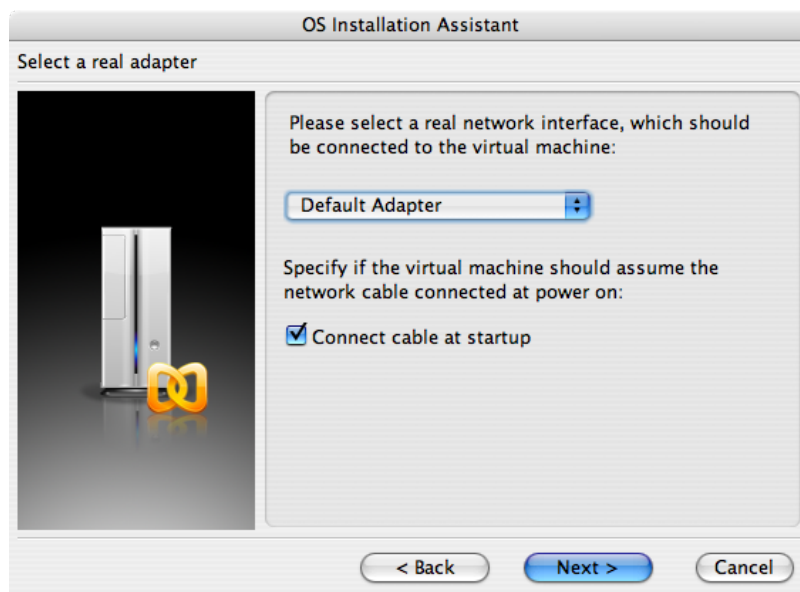 OS Installation Assistant
Select a real adapter
Please select a real network interface, which should
be connected to the virtual machine:
Default Adapter
Specify if the virtual machine should assume the
network cable connected at power on:
Connect cable at startup
< Back
Next >
Cancel